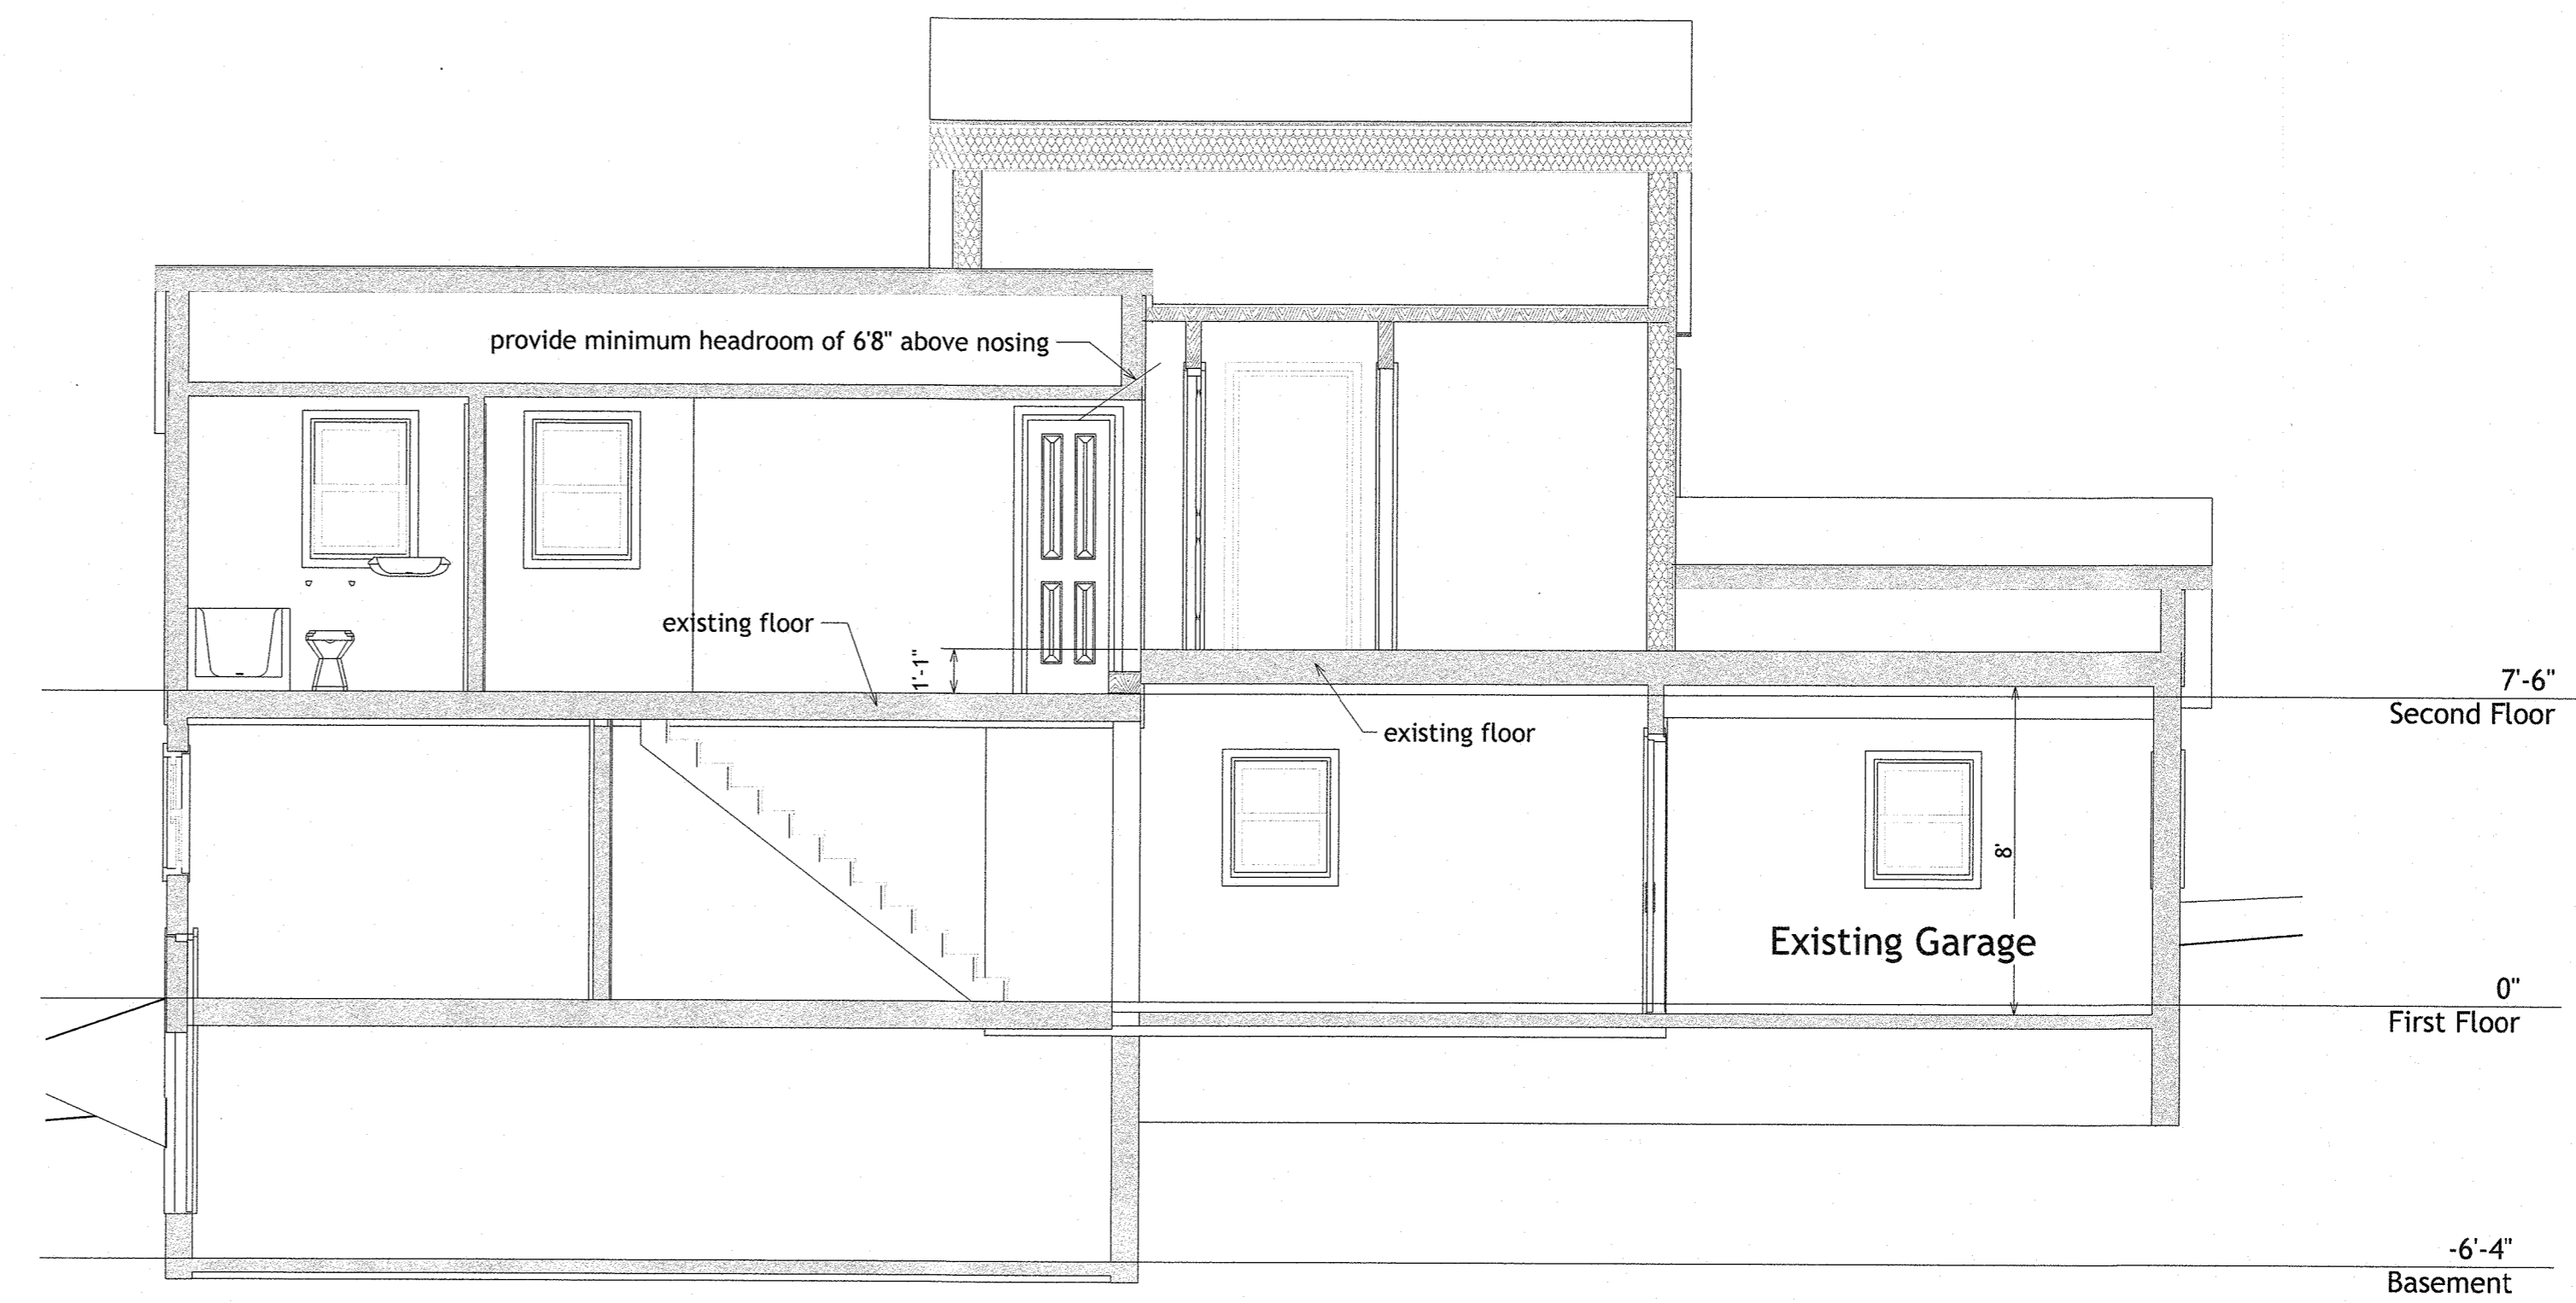 provide minimum headroom of 6'8" above nosing
existing floor
1'-1"
7'-6"
Second Floor
existing floor
8'
Existing Garage
0"
First Floor
-6'-4"
Basement